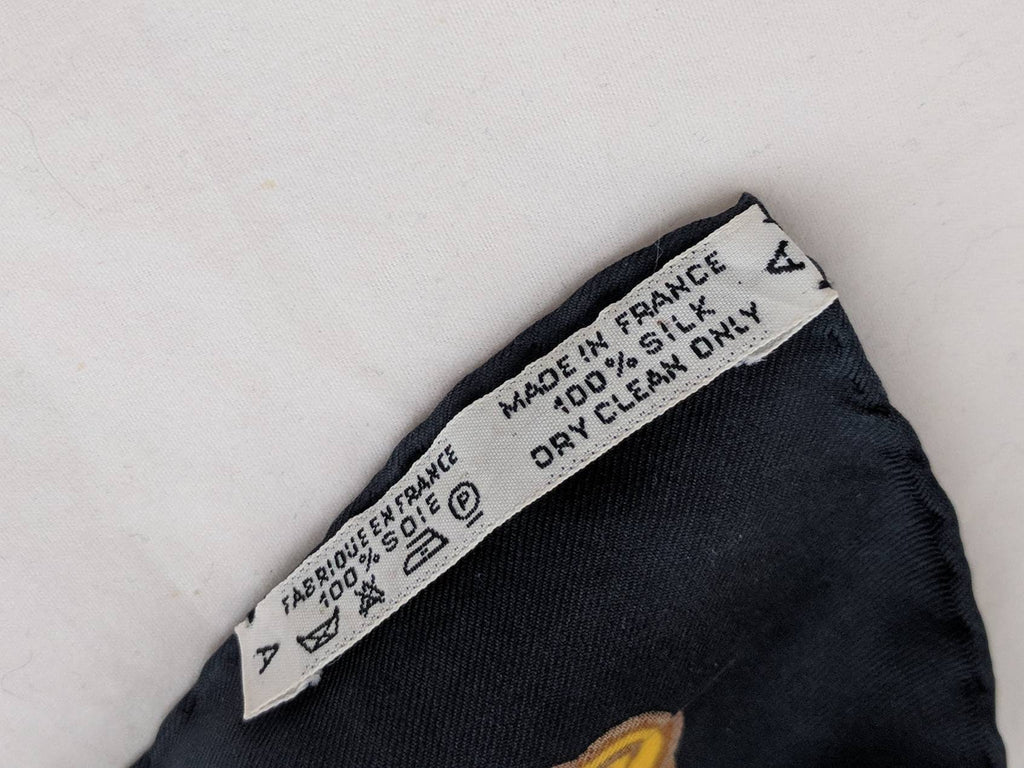 MADE IN FRANCE
100% SILK
DRY CLEAN ONLY
A
FABRIQUE EN FRANCE
100% SOIE
P
A